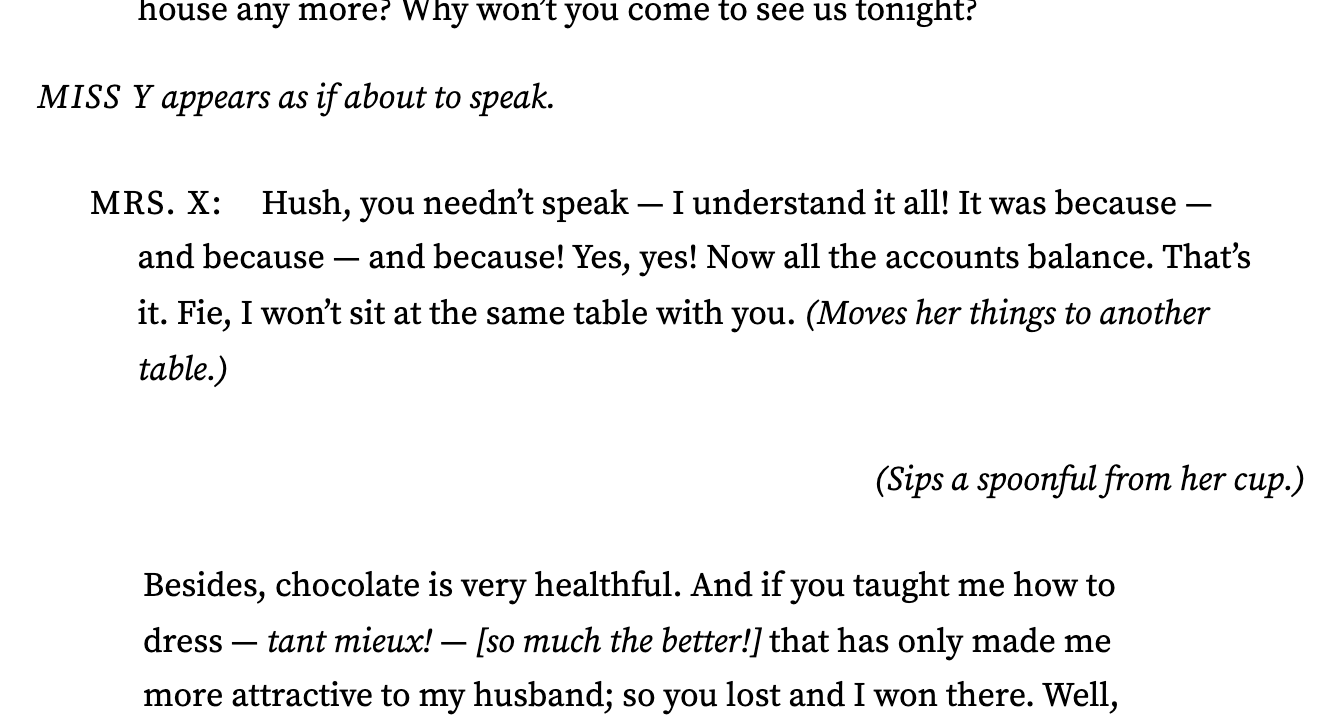 house any more? Why won’t you come to see us tonight?
MISS Y appears as if about to speak.
MRS. X: Hush, you needn’t speak — I understand it all! It was because —
and because — and because! Yes, yes! Now all the accounts balance. That’s
it. Fie, I won’t sit at the same table with you. (Moves her things to another
table.)
(Sips a spoonful from her cup.)
Besides, chocolate is very healthful. And if you taught me how to
dress — tant mieux! — [so much the better!] that has only made me
more attractive to my husband; so you lost and I won there. Well,